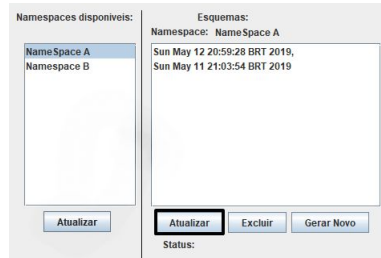 Namespaces disponíveis:
NameSpace A
Namespace B
Atualizar
Esquemas:
Namespace: NameSpace A
Sun May 12 20:59:28 BRT 2019,
Sun May 11 21:03:54 BRT 2019
Atualizar Excluir Gerar Novo
Status: